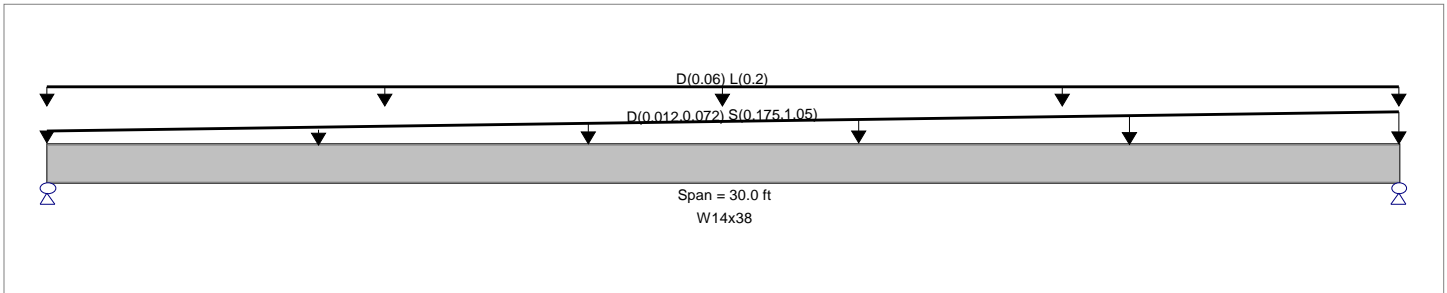 D(0.06) L(0.2)
D(0.012,0.072) S(0.175,1.05)
Span = 30.0 ft
W14x38